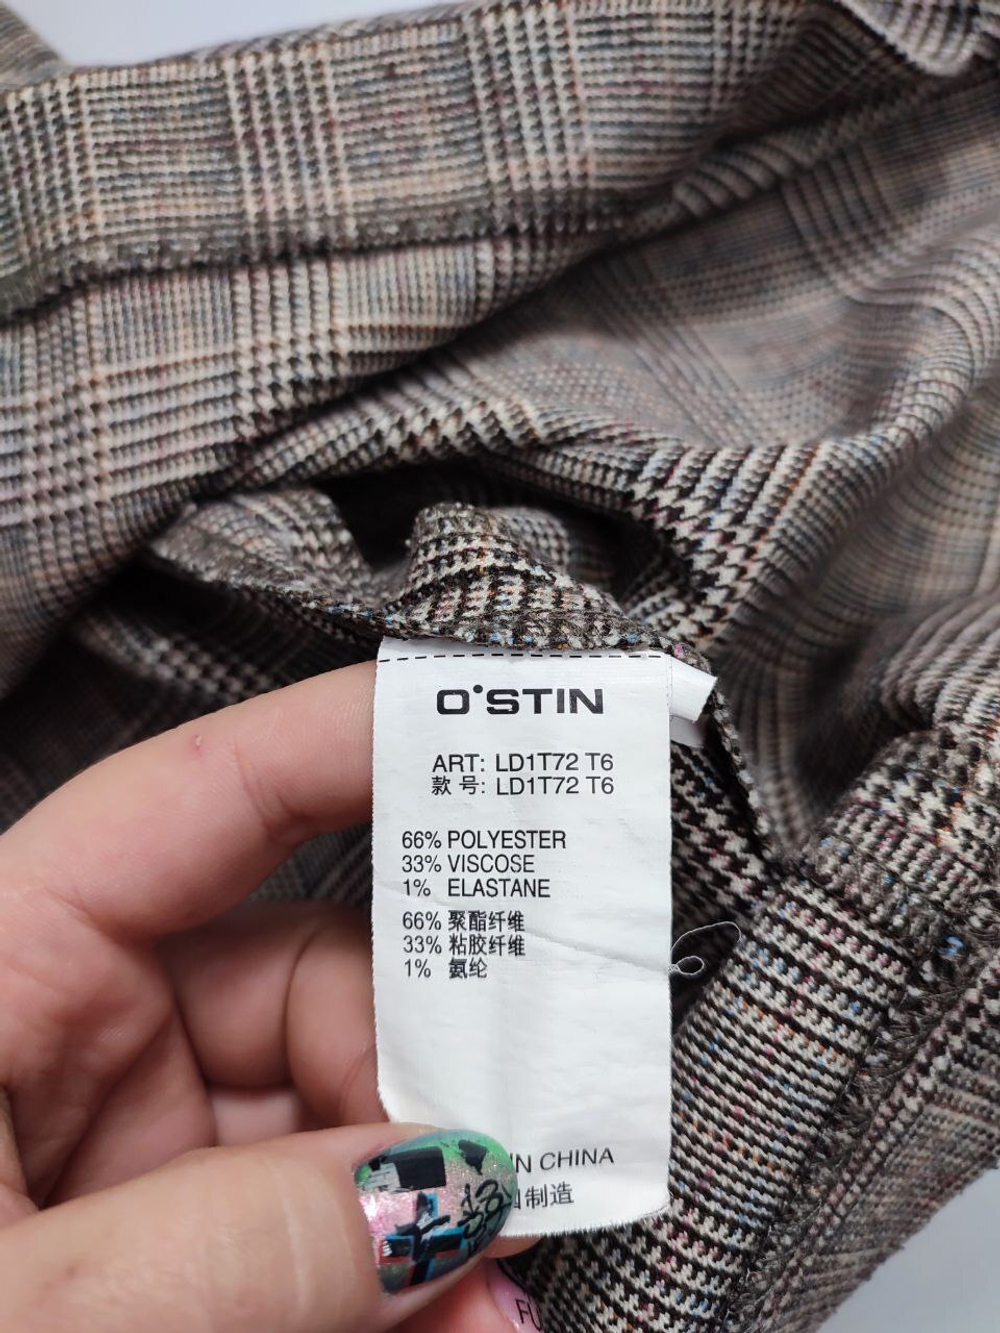 O'STIN
ART: LD1T72 T6
款 号: LD1T72 T6
66% POLYESTER
33% VISCOSE
1% ELASTANE
66% 聚酯纤维
33% 粘胶纤维
1% 氨纶
IN CHINA
制造